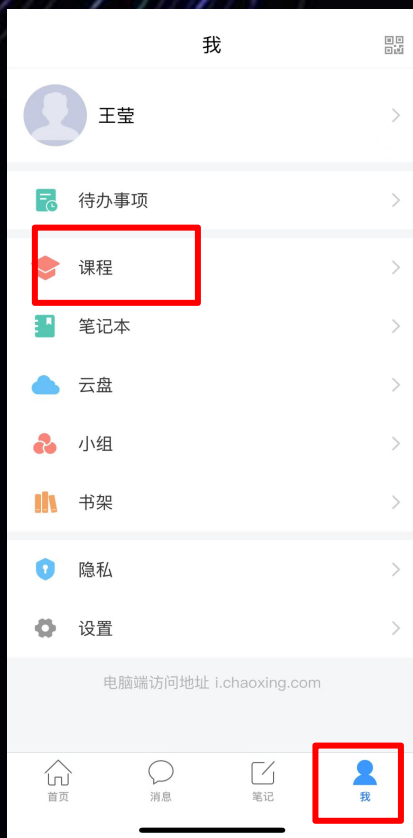 我
王莹
待办事项
课程
笔记本
云盘
小组
书架
隐私
设置
电脑端访问地址 i.chaoxing.com
首页
消息
笔记
我